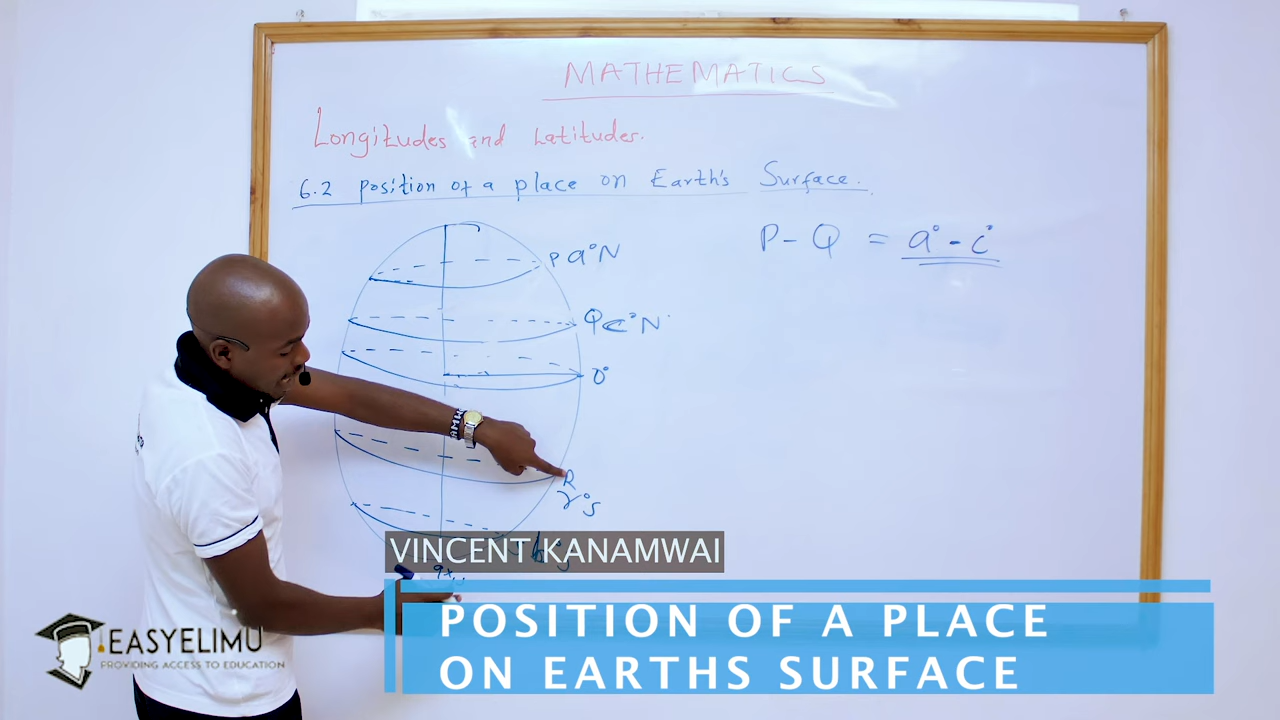 MATHEMATICS
Longitudes and Latitudes.
6.2 position of a place on Earth's Surface.
P a°N
P - Q = a° - c°
Q c°N
0°
R
VINCENT KANAMWAI
POSITION OF A PLACE
ON EARTHS SURFACE
EASYELIMU
PROVIDING ACCESS TO EDUCATION